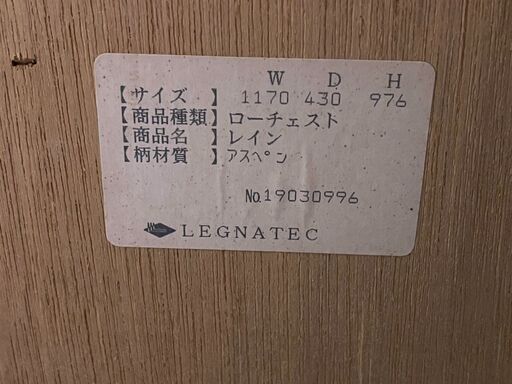 W D H
【サイズ 】 1170 430 976
【商品種類】ローチェスト
【商品名 】レイン
【柄材質 】アスペン
No.19030996
LEGNATEC